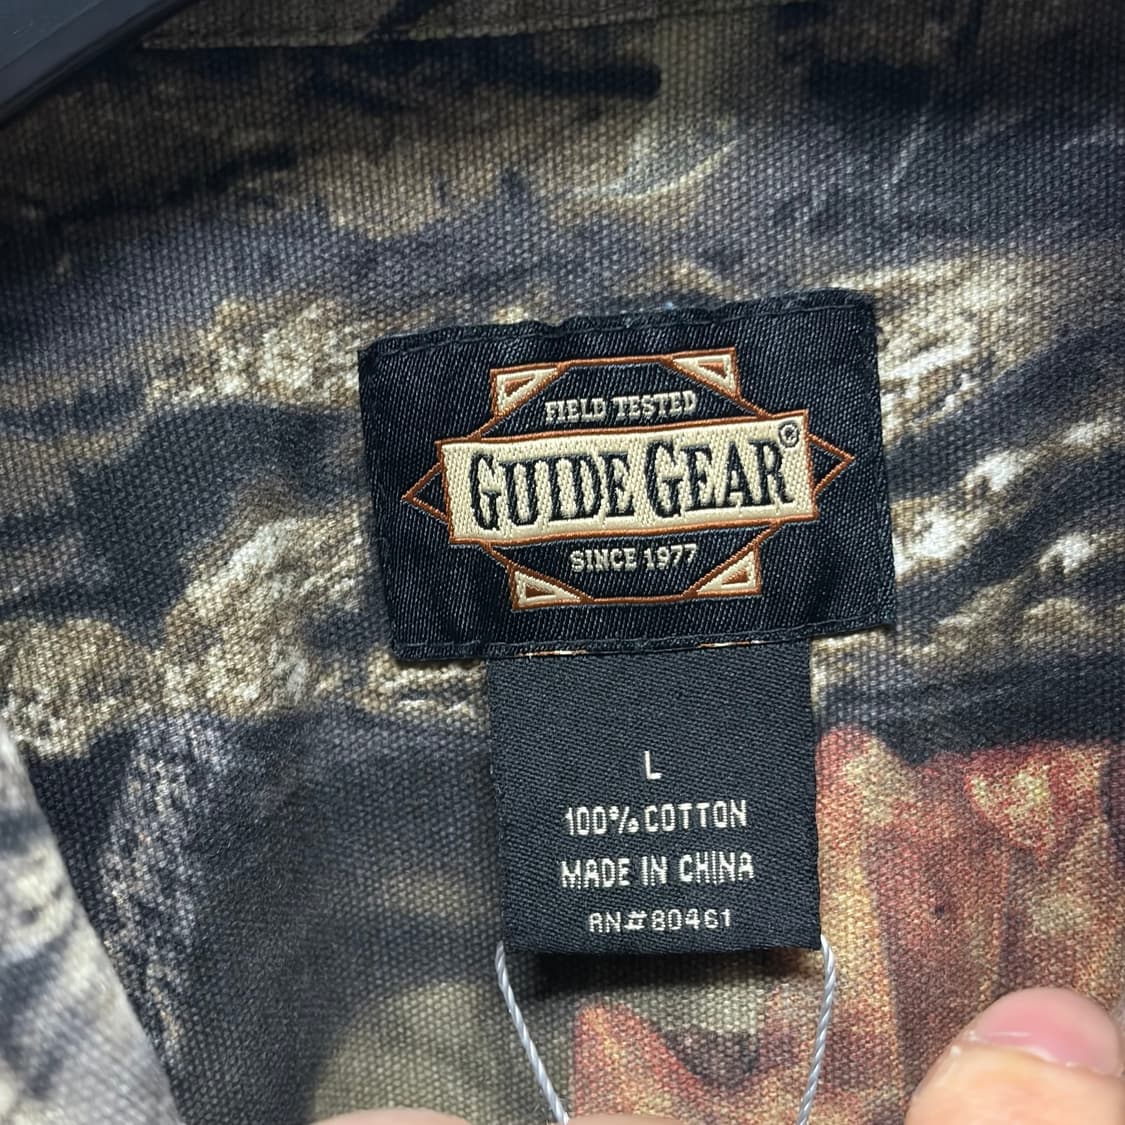 FIELD TESTED
GUIDE GEAR®
SINCE 1977
L
100% COTTON
MADE IN CHINA
RN#80461